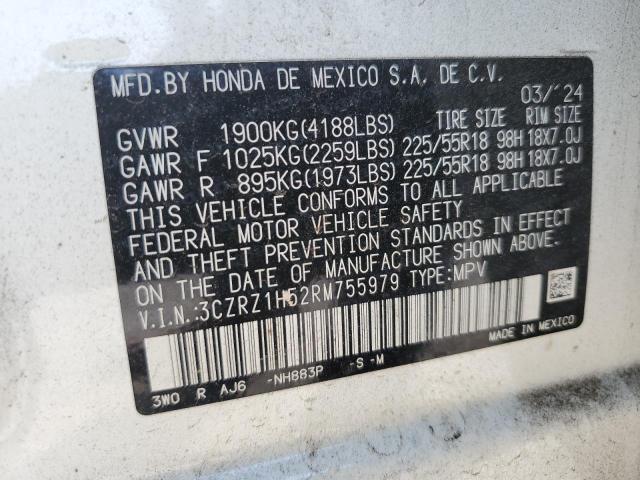 MFD.BY HONDA DE MEXICO S.A. DE C.V.
03/'24
TIRE SIZE RIM SIZE
GVWR 1900KG(4188LBS)
GAWR F 1025KG(2259LBS) 225/55R18 98H 18X7.0J
GAWR R 895KG(1973LBS) 225/55R18 98H 18X7.0J
THIS VEHICLE CONFORMS TO ALL APPLICABLE
FEDERAL MOTOR VEHICLE SAFETY
AND THEFT PREVENTION STANDARDS IN EFFECT
ON THE DATE OF MANUFACTURE SHOWN ABOVE.
V.I.N.:3CZRZ1H52RM755979 TYPE:MPV
MADE IN MEXICO
3W0 R AJ6 -NH883P -S -M